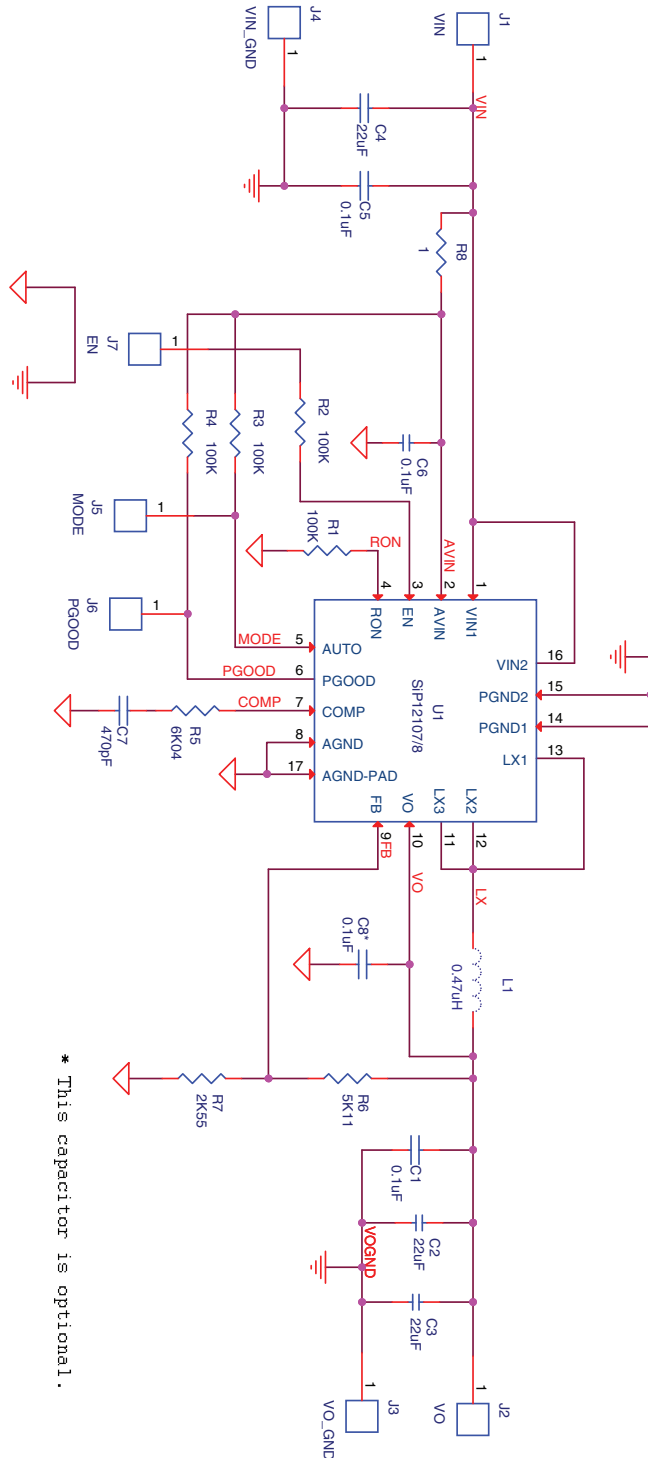 J4
VIN_GND
1
J1
VIN
1
VIN
C4
22uF
C5
0.1uF
R8
1
J7
EN
1
R4
100K
R3
100K
R2
100K
C6
0.1uF
J5
MODE
1
J6
PGOOD
1
R1
100K
RON
AVIN
4
3
2
1
RON
EN
AVIN
VIN1
MODE
5
AUTO
PGOOD
6
PGOOD
COMP
7
COMP
8
AGND
17
AGND-PAD
U1
SiP12107/8
VIN2
16
PGND2
15
PGND1
14
LX1
13
FB
VO
LX3
LX2
9
10
11
12
FB
VO
LX
R5
6K04
C7
470pF
C8*
0.1uF
L1
0.47uH
R7
2K55
R6
5K11
C1
0.1uF
C2
22uF
C3
22uF
VOGND
1
J3
VO_GND
1
J2
VO
* This capacitor is optional.